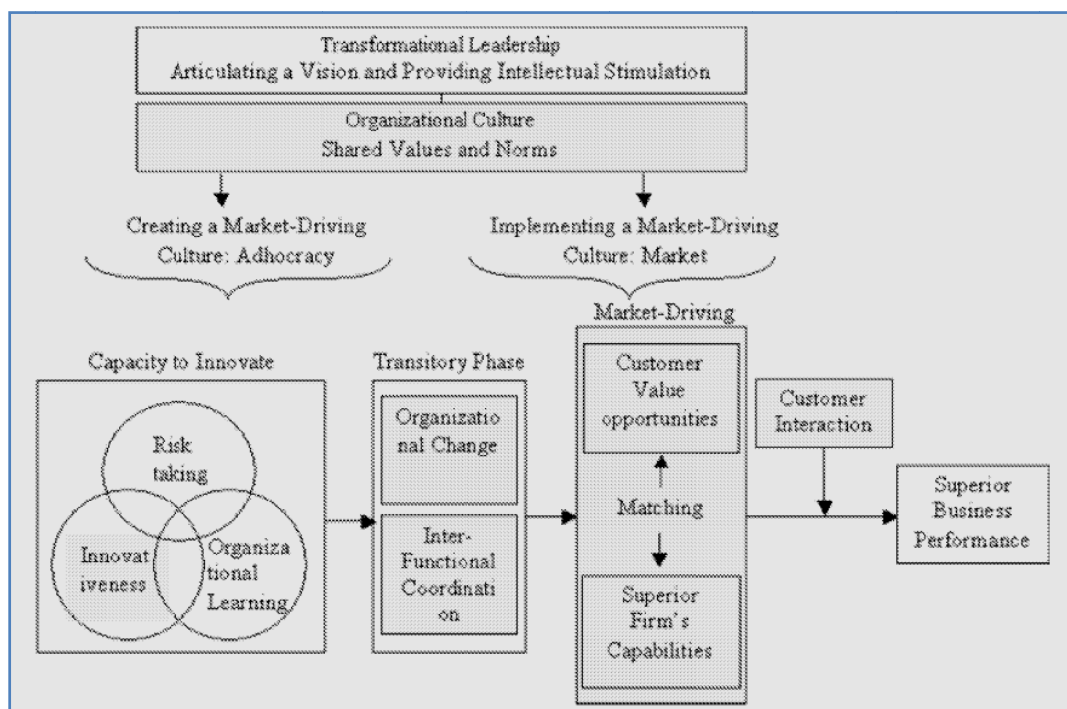 Transformational Leadership
Articulating a Vision and Providing Intellectual Stimulation
Organizational Culture
Shared Values and Norms
Creating a Market-Driving
Culture: Adhocracy
Implementing a Market-Driving
Culture: Market
Capacity to Innovate
Risk
taking
Innovat
iveness
Organiza
tional
Learning
Transitory Phase
Organizatio
nal Change
Inter-
Functional
Coordinati
on
Market-Driving
Customer
Value
opportunities
Matching
Superior
Firm's
Capabilities
Customer
Interaction
Superior
Business
Performance